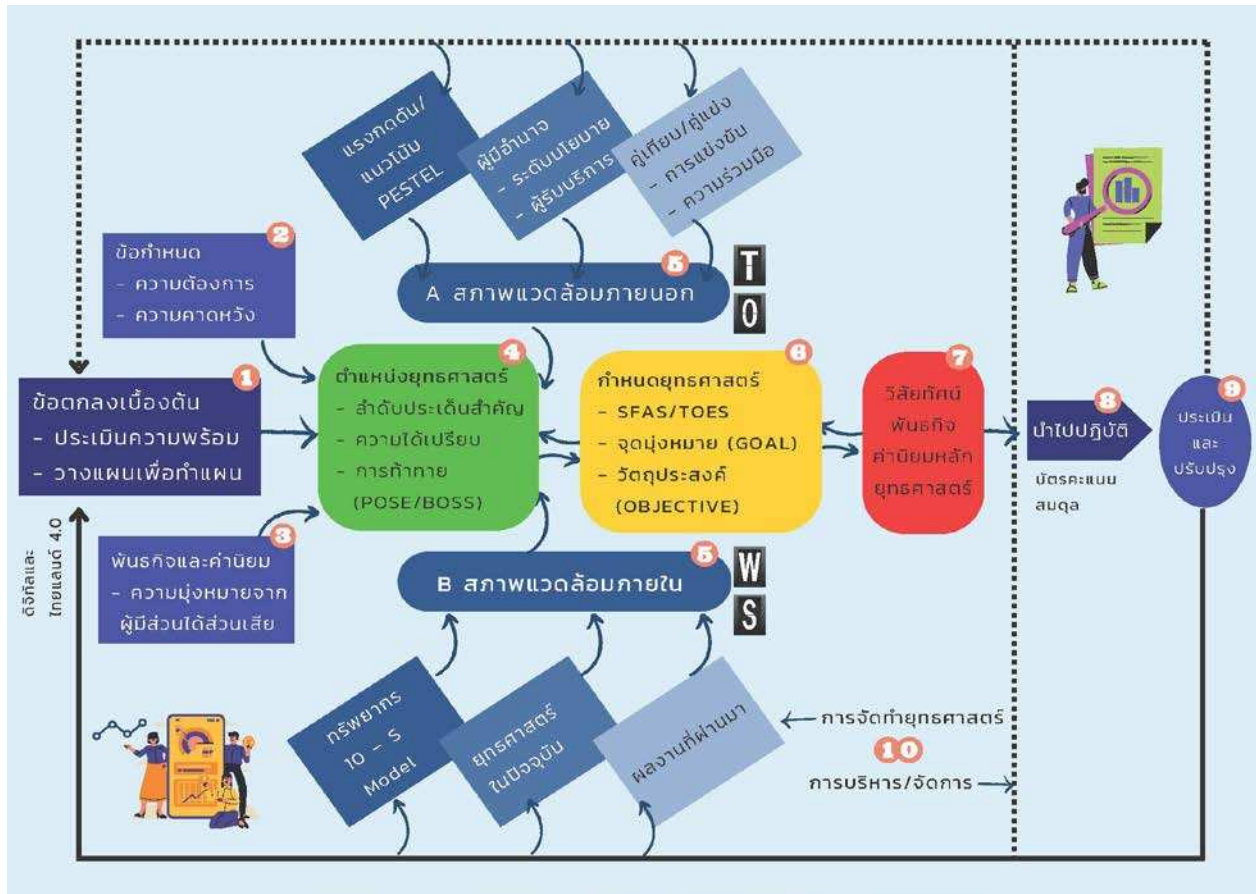 แรงกดดัน/
แนวโน้ม
PESTEL
ผู้มีอำนาจ
- ระดับนโยบาย
- ผู้รับบริการ
คู่เทียบ/คู่แข่ง
- การแข่งขัน
- ความร่วมมือ
2
ข้อกำหนด
- ความต้องการ
- ความคาดหวัง
5
A สภาพแวดล้อมภายนอก
T
O
1
ข้อตกลงเบื้องต้น
- ประเมินความพร้อม
- วางแผนเพื่อทำแผน
4
ตำแหน่งยุทธศาสตร์
- ลำดับประเด็นสำคัญ
- ความได้เปรียบ
- การท้าทาย
(POSE/BOSS)
6
กำหนดยุทธศาสตร์
- SFAS/TOES
- จุดมุ่งหมาย (GOAL)
- วัตถุประสงค์
(OBJECTIVE)
7
วิสัยทัศน์
พันธกิจ
ค่านิยมหลัก
ยุทธศาสตร์
8
นำไปปฏิบัติ
บัตรคะแนน
สมดุล
9
ประเมิน
และ
ปรับปรุง
3
พันธกิจและค่านิยม
- ความมุ่งหมายจาก
ผู้มีส่วนได้ส่วนเสีย
ดิจิทัลและ
ไทยแลนด์ 4.0
5
B สภาพแวดล้อมภายใน
W
S
ทรัพยากร
10 - S
Model
ยุทธศาสตร์
ในปัจจุบัน
ผลงานที่ผ่านมา
การจัดทำยุทธศาสตร์
10
การบริหาร/จัดการ